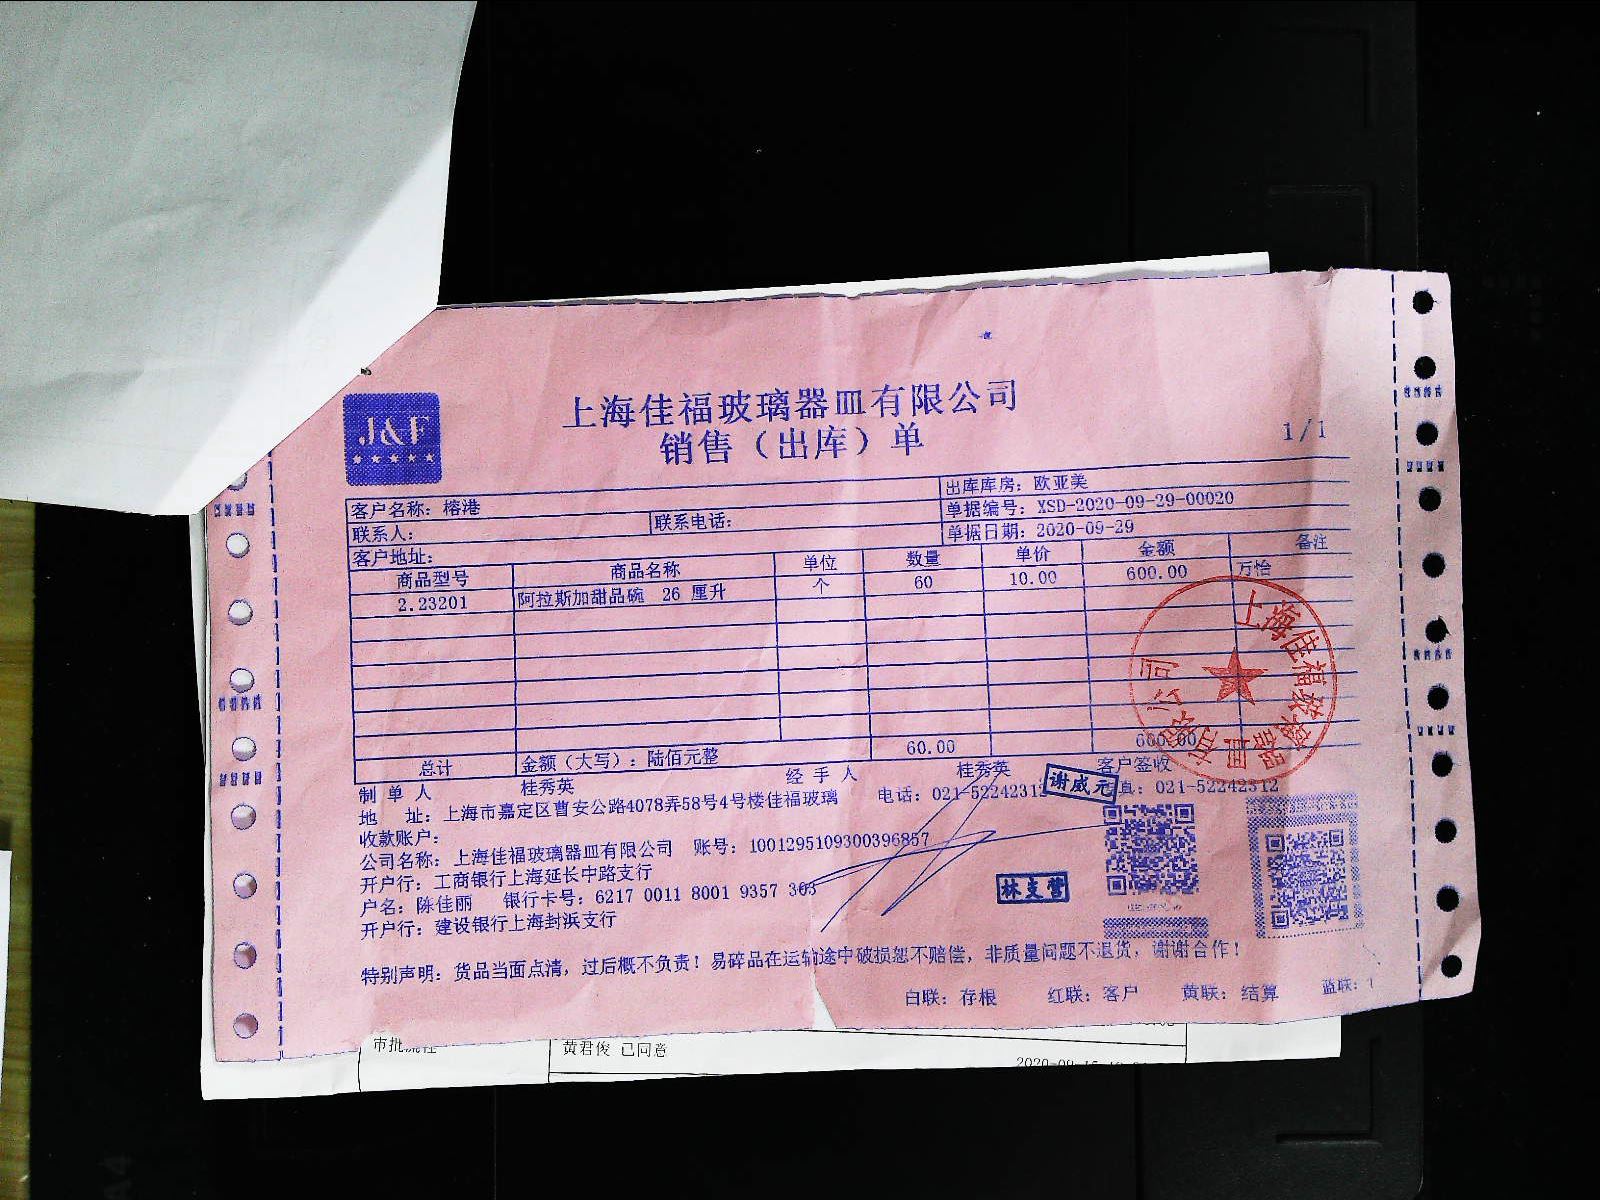 J&F
上海佳福玻璃器皿有限公司
销售（出库）单
1/1
客户名称：榕港
出库库房：欧亚美
联系人：
联系电话：
单据编号：XSD-2020-09-29-00020
客户地址：
单据日期：2020-09-29
商品型号 商品名称 单位 数量 单价 金额 备注
2.23201 阿拉斯加甜品碗 26 厘升 个 60 10.00 600.00 万怡
总计 金额（大写）：陆佰元整 60.00 600.00
制单人 桂秀英 经手人 桂秀英 客户签收
地 址：上海市嘉定区曹安公路4078弄58号4号楼佳福玻璃 电话：021-52242312 真：021-52242312
谢威元
收款账户：
公司名称：上海佳福玻璃器皿有限公司 账号：1001295109300396857
开户行：工商银行上海延长中路支行
户名：陈佳丽 银行卡号：6217 0011 8001 9357 303
开户行：建设银行上海封浜支行
林支营
特别声明：货品当面点清，过后概不负责！易碎品在运输途中破损恕不赔偿，非质量问题不退货，谢谢合作！
白联：存根 红联：客户 黄联：结算 蓝联：
上海佳福玻璃器皿有限公司
黄君俊 已同意